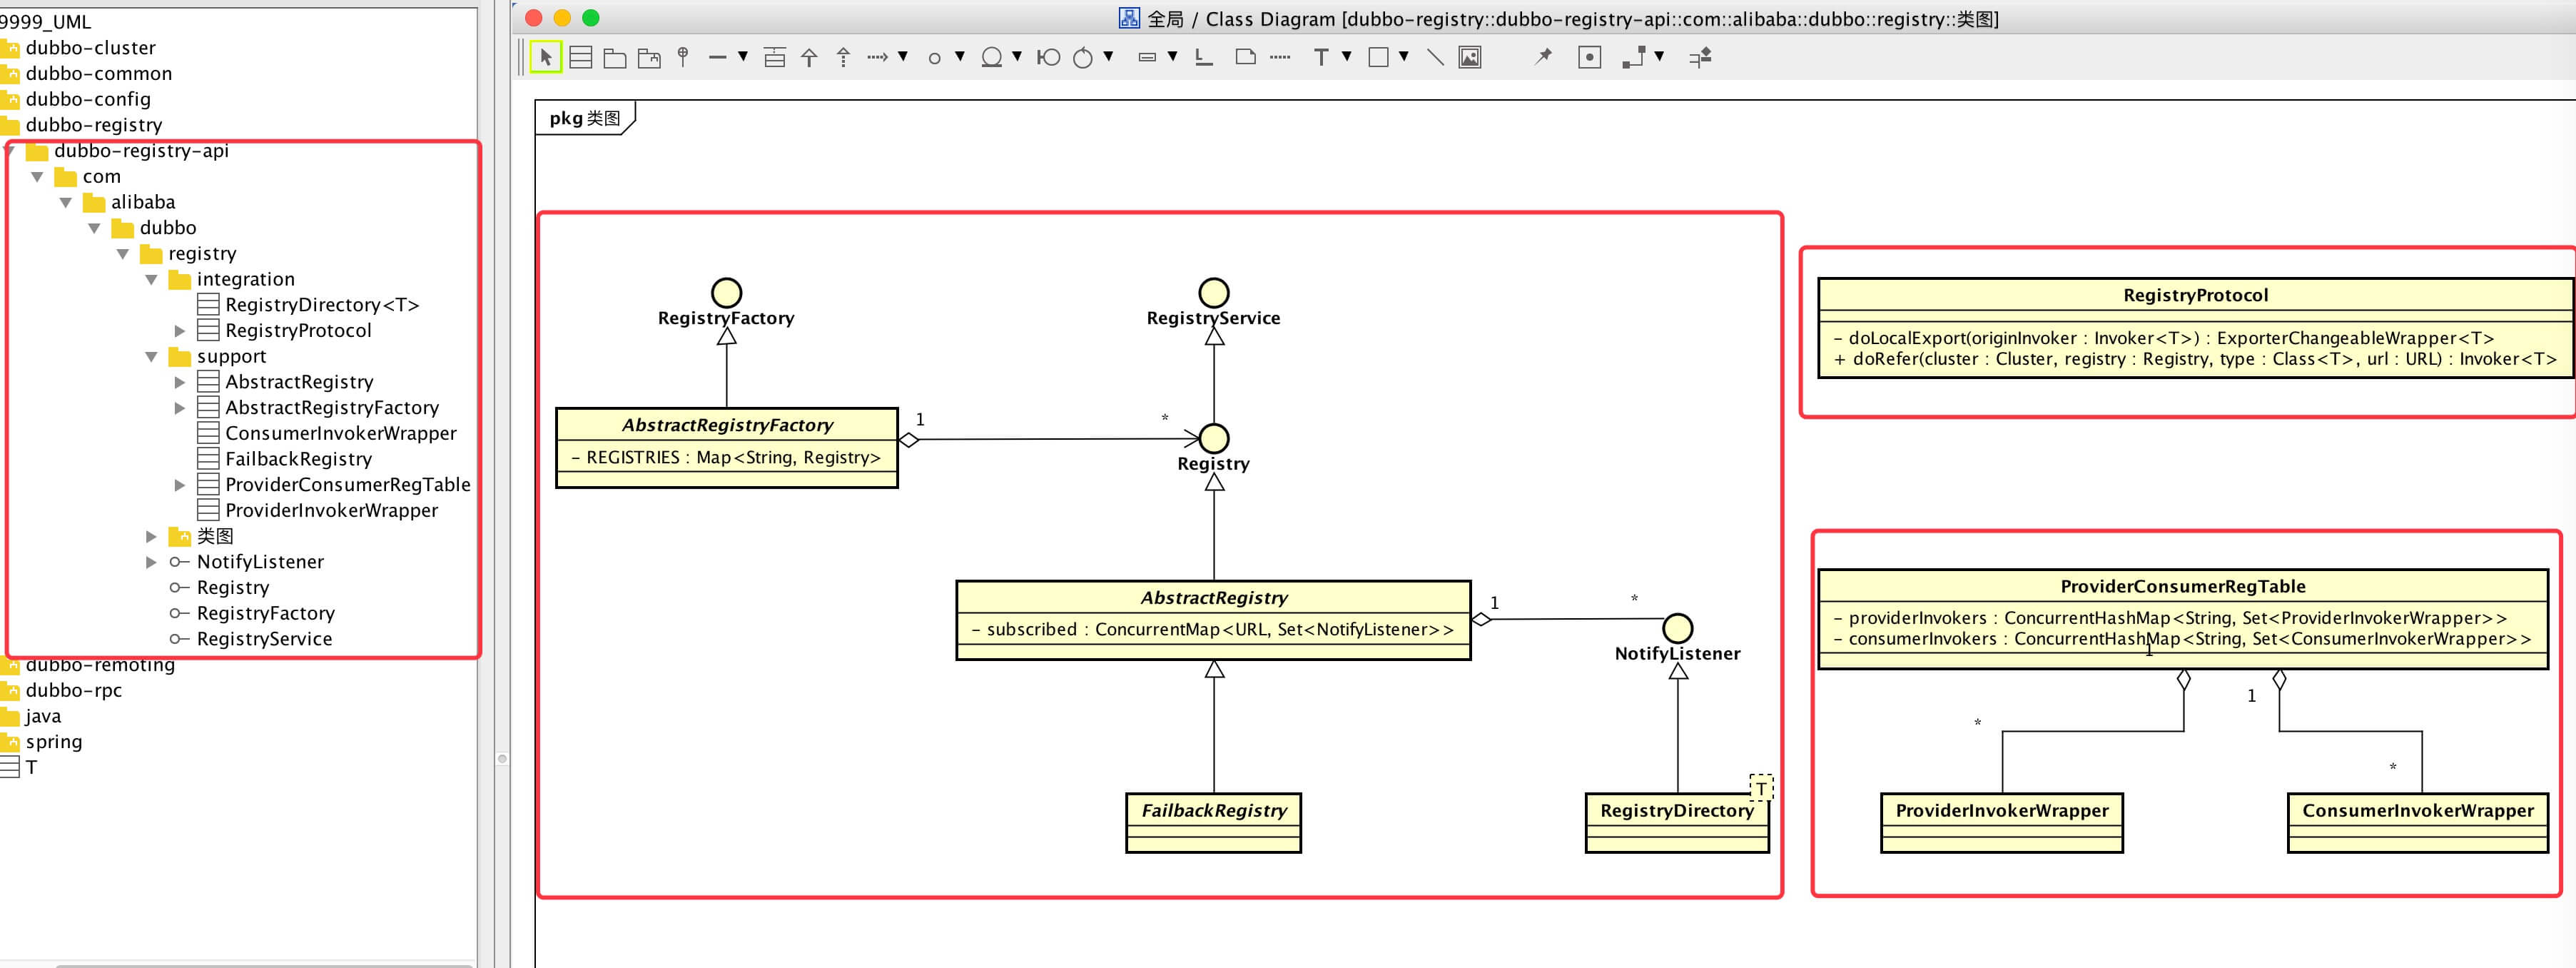 9999_UML
dubbo-cluster
dubbo-common
dubbo-config
dubbo-registry
dubbo-registry-api
com
alibaba
dubbo
registry
integration
RegistryDirectory<T>
RegistryProtocol
support
AbstractRegistry
AbstractRegistryFactory
ConsumerInvokerWrapper
FailbackRegistry
ProviderConsumerRegTable
ProviderInvokerWrapper
类图
NotifyListener
Registry
RegistryFactory
RegistryService
dubbo-remoting
dubbo-rpc
java
spring
T
全局 / Class Diagram [dubbo-registry::dubbo-registry-api::com::alibaba::dubbo::registry::类图]
T
pkg 类图
RegistryFactory
RegistryService
AbstractRegistryFactory
- REGISTRIES : Map<String, Registry>
1
*
Registry
AbstractRegistry
- subscribed : ConcurrentMap<URL, Set<NotifyListener>>
1
*
NotifyListener
FailbackRegistry
T
RegistryDirectory
RegistryProtocol
- doLocalExport(originInvoker : Invoker<T>) : ExporterChangeableWrapper<T>
+ doRefer(cluster : Cluster, registry : Registry, type : Class<T>, url : URL) : Invoker<T>
ProviderConsumerRegTable
- providerInvokers : ConcurrentHashMap<String, Set<ProviderInvokerWrapper>>
- consumerInvokers : ConcurrentHashMap<String, Set<ConsumerInvokerWrapper>>
1
1
*
*
ProviderInvokerWrapper
ConsumerInvokerWrapper